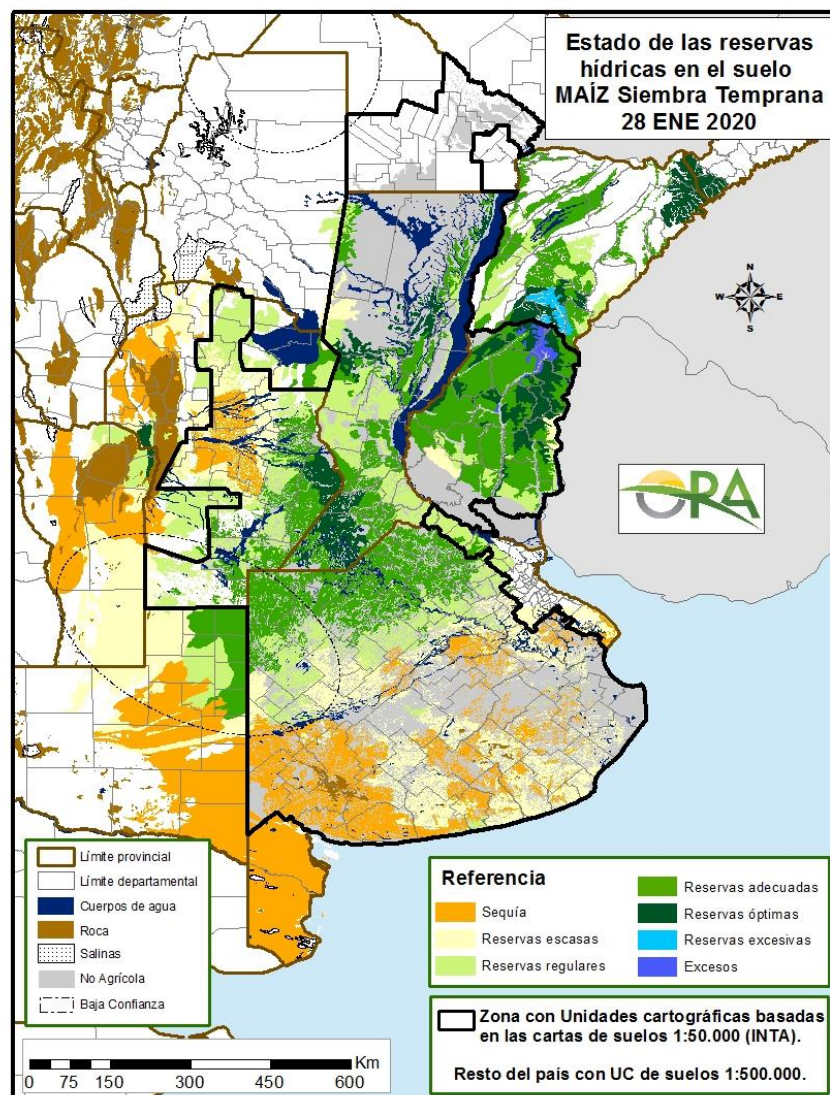 Estado de las reservas
hídricas en el suelo
MAÍZ Siembra Temprana
28 ENE 2020
N
W E
S
ORA
Límite provincial
Límite departamental
Cuerpos de agua
Roca
Salinas
No Agrícola
Baja Confianza
Referencia
Sequía
Reservas escasas
Reservas regulares
Reservas adecuadas
Reservas óptimas
Reservas excesivas
Excesos
Zona con Unidades cartográficas basadas
en las cartas de suelos 1:50.000 (INTA).
Resto del país con UC de suelos 1:500.000.
Km
0 75 150 300 450 600